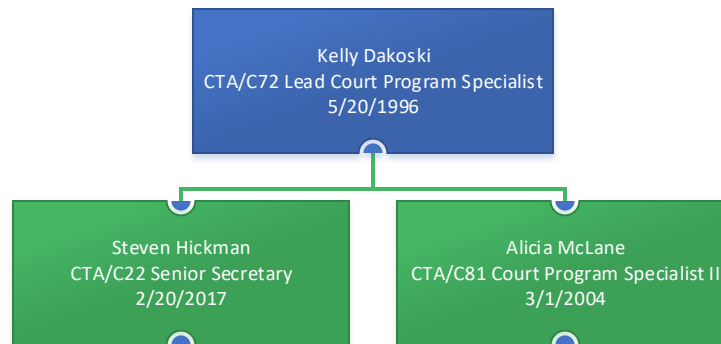 Kelly Dakoski
CTA/C72 Lead Court Program Specialist
5/20/1996
Steven Hickman
CTA/C22 Senior Secretary
2/20/2017
Alicia McLane
CTA/C81 Court Program Specialist II
3/1/2004